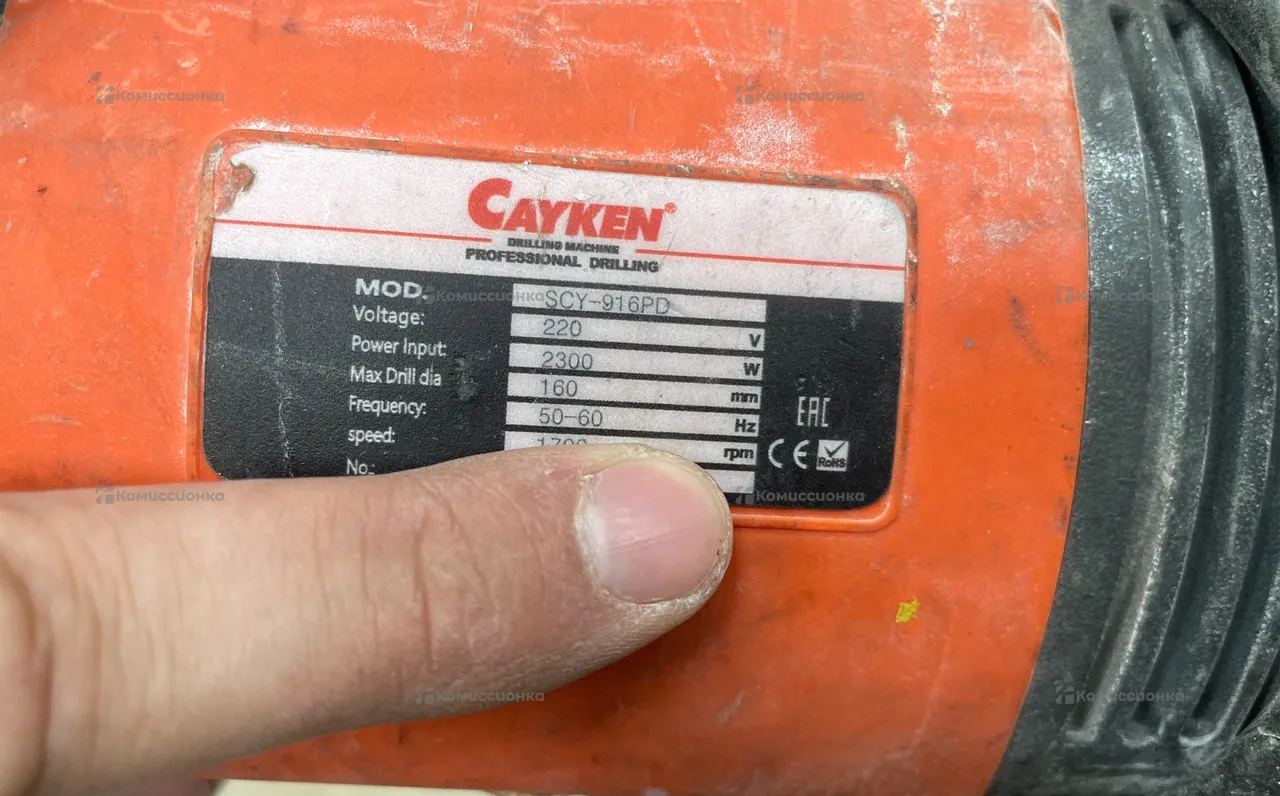 CAYKEN®
DRILLING MACHINE
PROFESSIONAL DRILLING
MOD. SCY-916PD
Voltage: 220 V
Power Input: 2300 W
Max Drill dia 160 mm
Frequency: 50-60 Hz
speed: rpm
No.:
EAC
CE RoHS
Комиссионка
Комиссионка
Комиссионка
Комиссионка
Комиссионка
Комиссионка
Комиссионка
Комиссионка